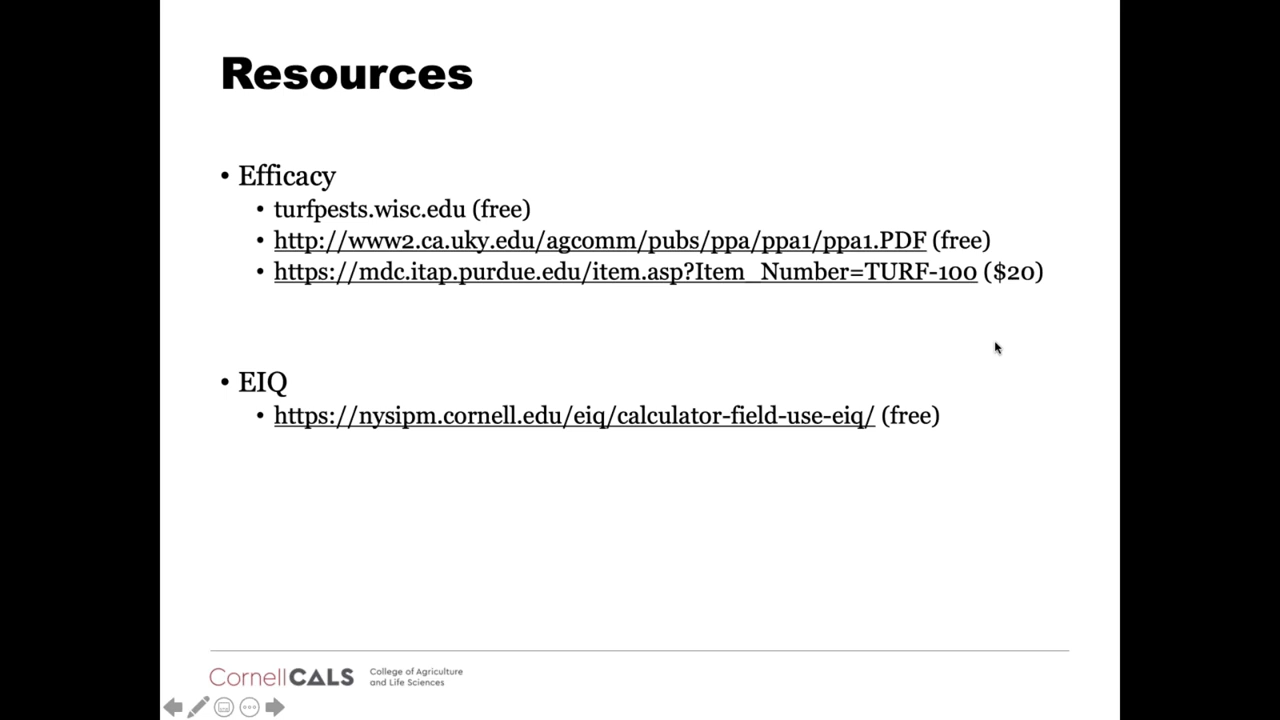 Resources
• Efficacy
• turfpests.wisc.edu (free)
• http://www2.ca.uky.edu/agcomm/pubs/ppa/ppa1/ppa1.PDF (free)
• https://mdc.itap.purdue.edu/item.asp?Item_Number=TURF-100 ($20)
• EIQ
• https://nysipm.cornell.edu/eiq/calculator-field-use-eiq/ (free)
CornellCALS
College of Agriculture
and Life Sciences